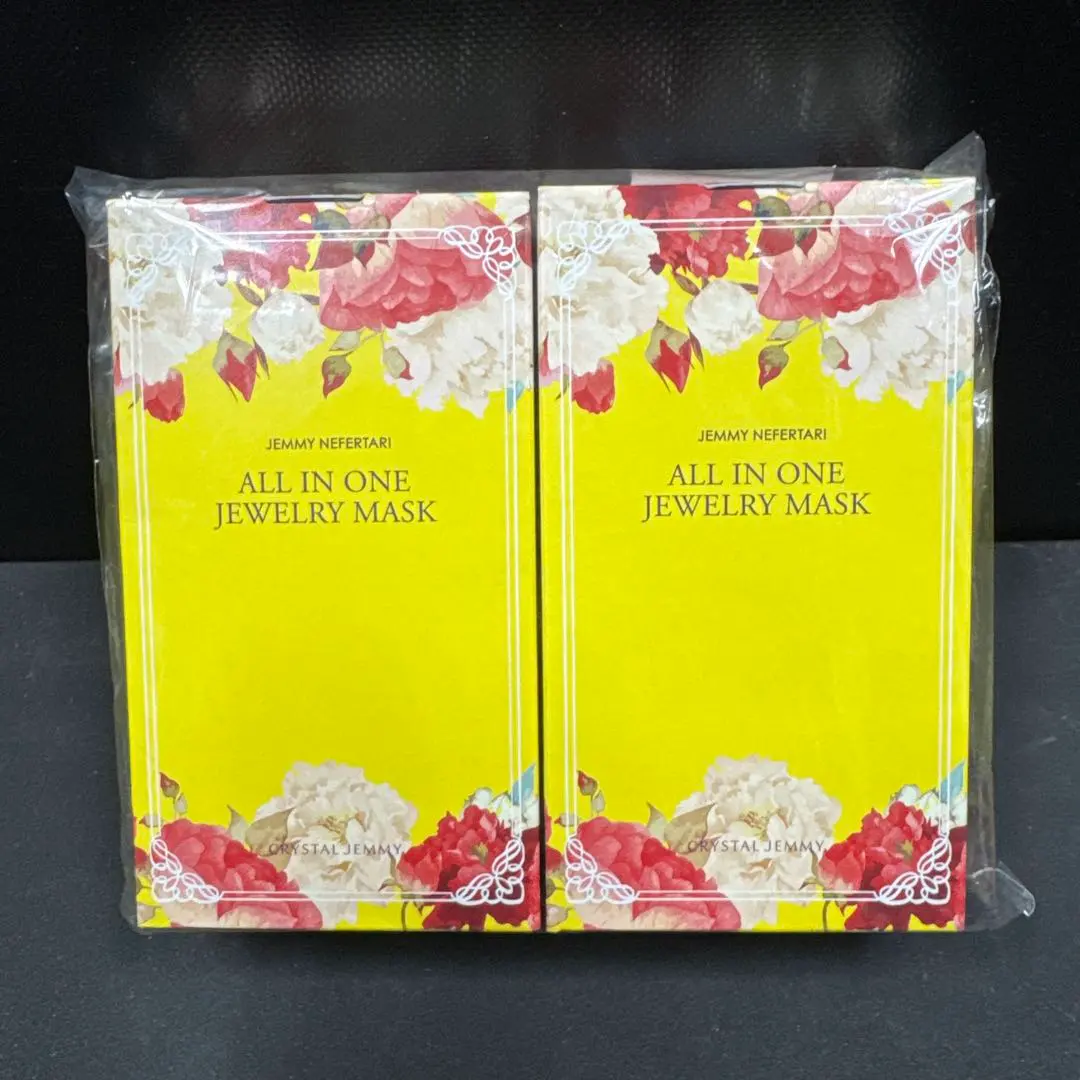 JEMMY NEFERTARI
ALL IN ONE
JEWELRY MASK
CRYSTAL JEMMY
JEMMY NEFERTARI
ALL IN ONE
JEWELRY MASK
CRYSTAL JEMMY